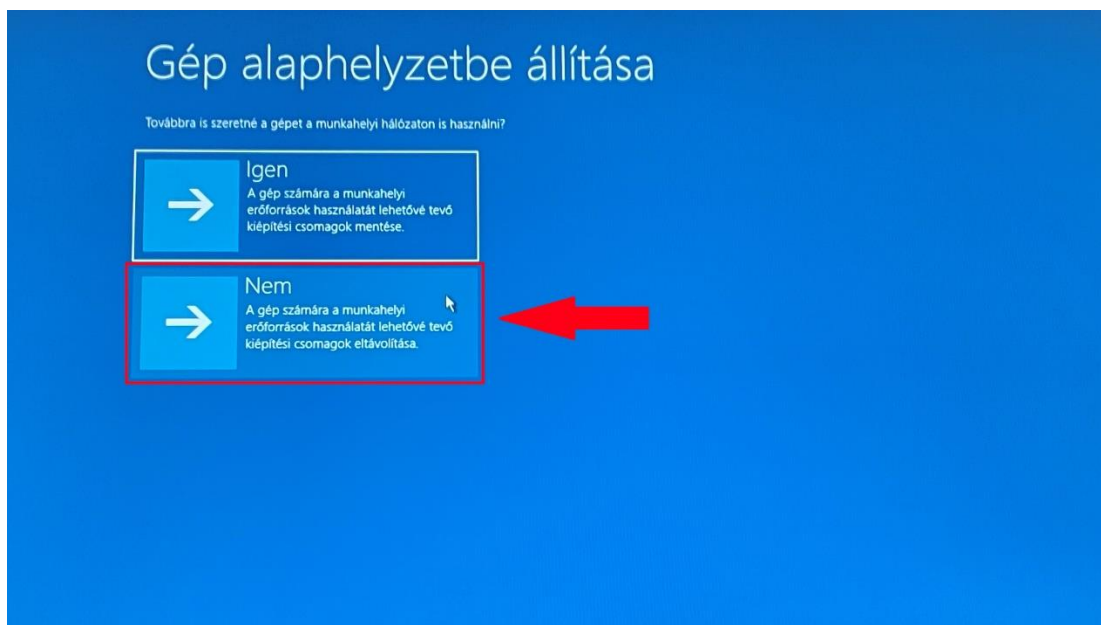 Gép alaphelyzetbe állítása
Továbbra is szeretné a gépet a munkahelyi hálózaton is használni?
Igen
A gép számára a munkahelyi
erőforrások használatát lehetővé tevő
kiépítési csomagok mentése.
Nem
A gép számára a munkahelyi
erőforrások használatát lehetővé tevő
kiépítési csomagok eltávolítása.